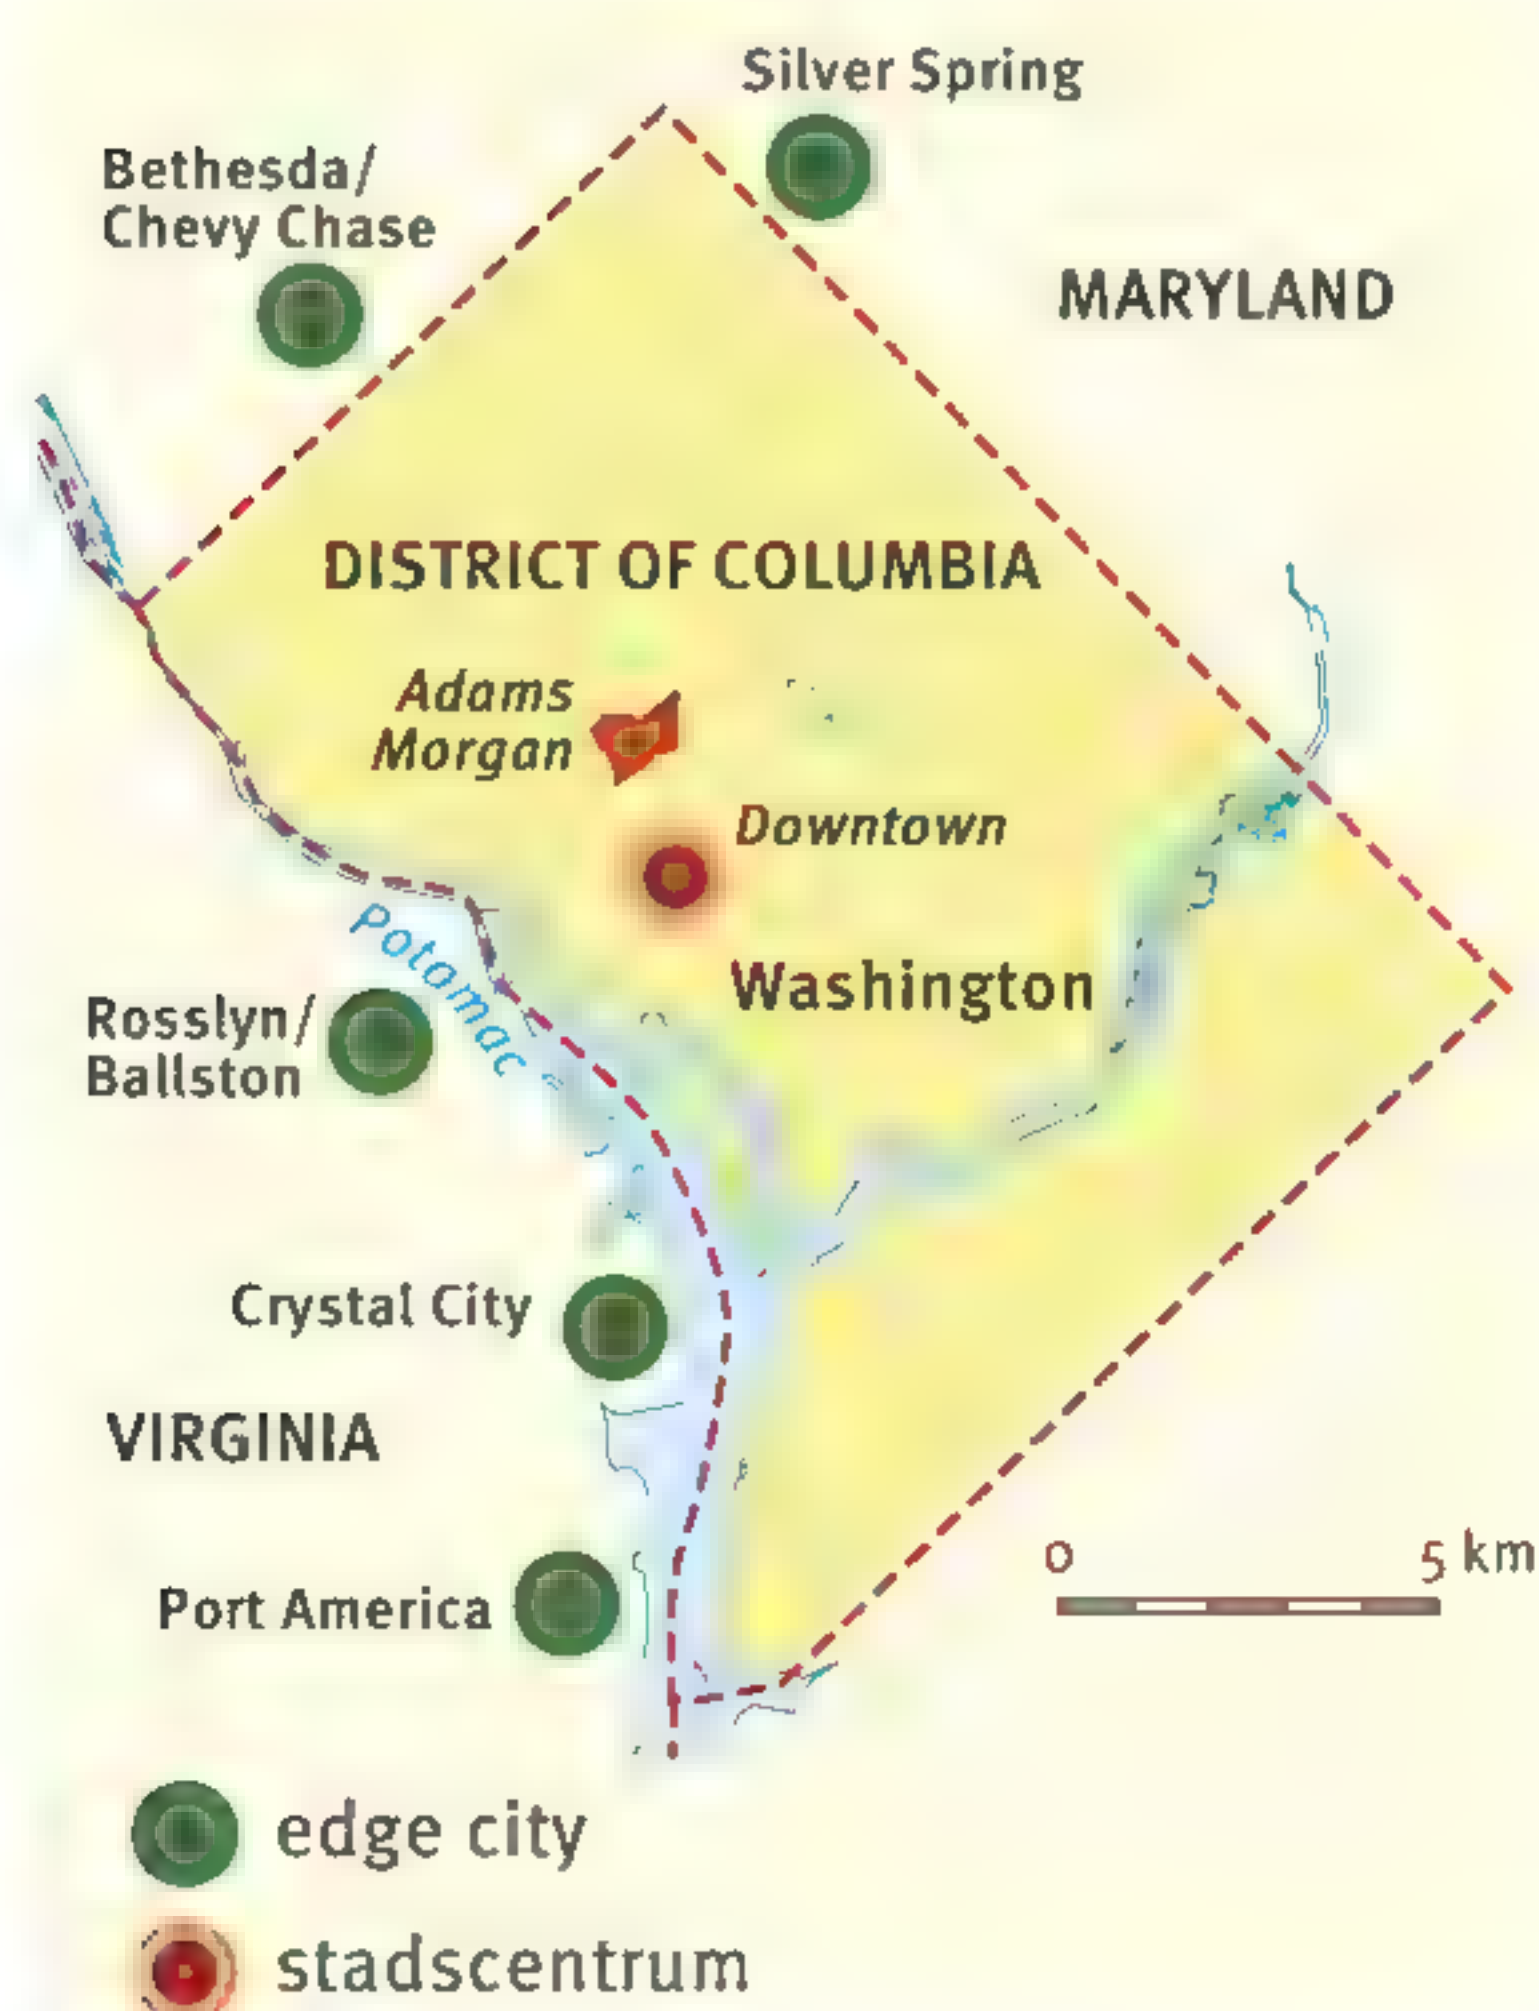 Silver Spring
Bethesda/
Chevy Chase
MARYLAND
DISTRICT OF COLUMBIA
Adams
Morgan
Downtown
Potomac
Washington
Rosslyn/
Ballston
Crystal City
VIRGINIA
Port America
0 5 km
edge city
stadscentrum